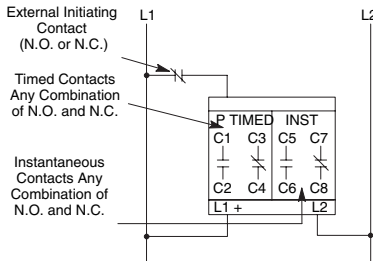 External Initiating
Contact
(N.O. or N.C.)
L1
L2
Timed Contacts
Any Combination
of N.O. and N.C.
P TIMED INST
C1 C3 C5 C7
C2 C4 C6 C8
L1 + L2
Instantaneous
Contacts Any
Combination of
N.O. and N.C.